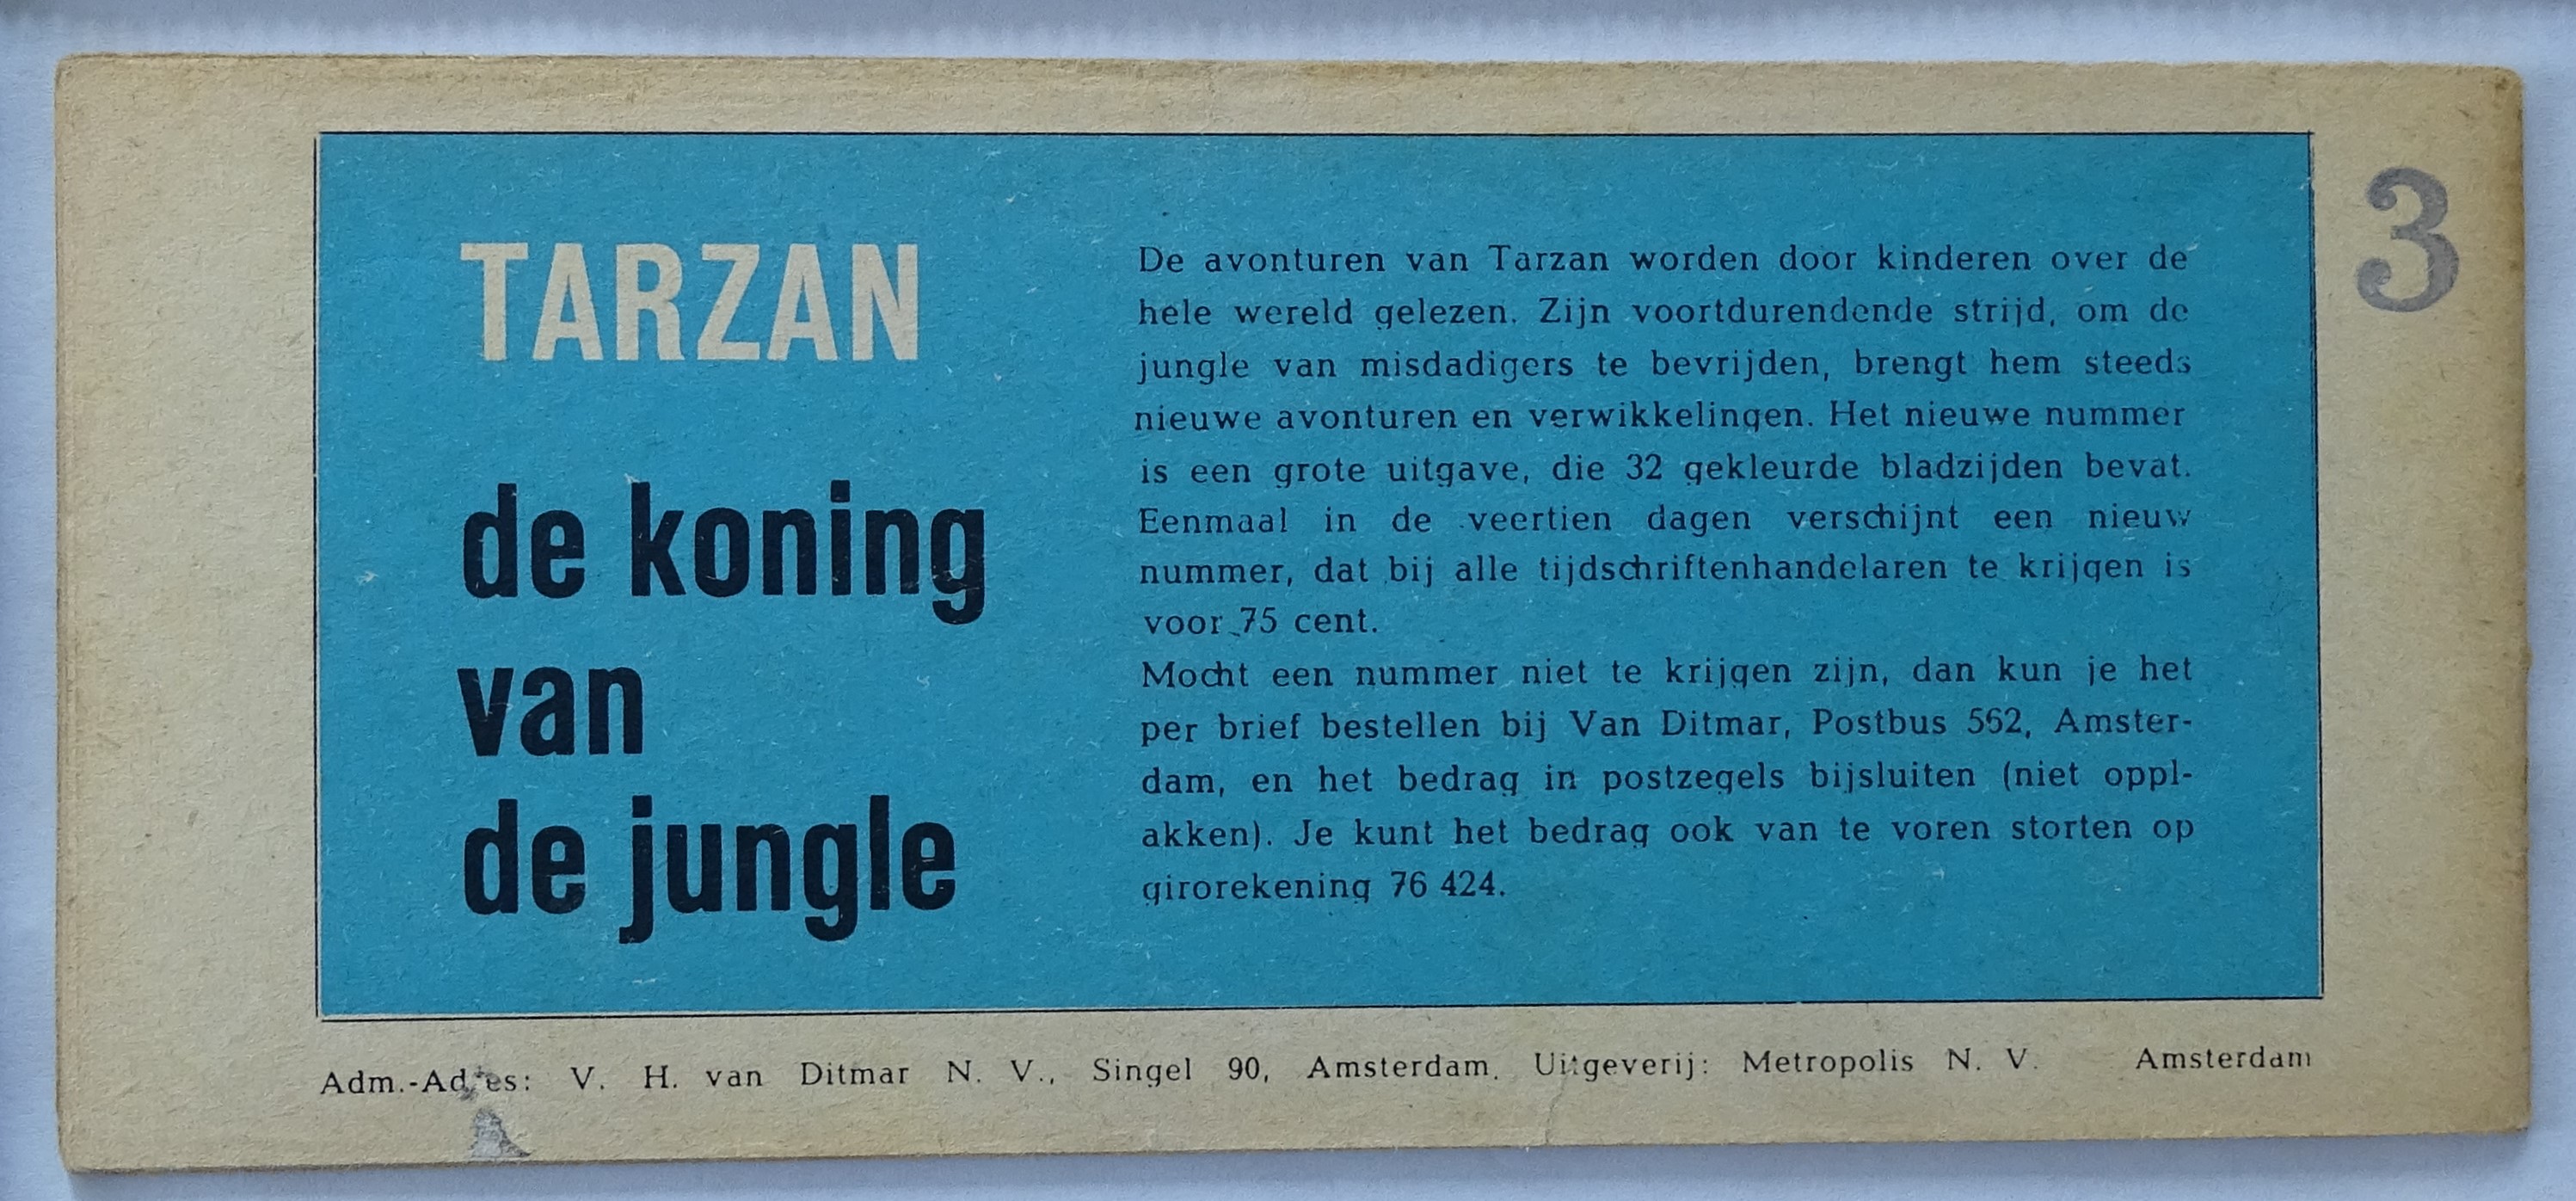 TARZAN
de koning
van
de jungle
De avonturen van Tarzan worden door kinderen over de
hele wereld gelezen. Zijn voortdurendende strijd, om de
jungle van misdadigers te bevrijden, brengt hem steeds
nieuwe avonturen en verwikkelingen. Het nieuwe nummer
is een grote uitgave, die 32 gekleurde bladzijden bevat.
Eenmaal in de veertien dagen verschijnt een nieuw
nummer, dat bij alle tijdschriftenhandelaren te krijgen is
voor 75 cent.
Mocht een nummer niet te krijgen zijn, dan kun je het
per brief bestellen bij Van Ditmar, Postbus 552, Amster-
dam, en het bedrag in postzegels bijsluiten (niet oppl-
akken). Je kunt het bedrag ook van te voren storten op
girorekening 76 424.
3
Adm.-Adres: V. H. van Ditmar N. V., Singel 90, Amsterdam. Uitgeverij: Metropolis N. V. Amsterdam